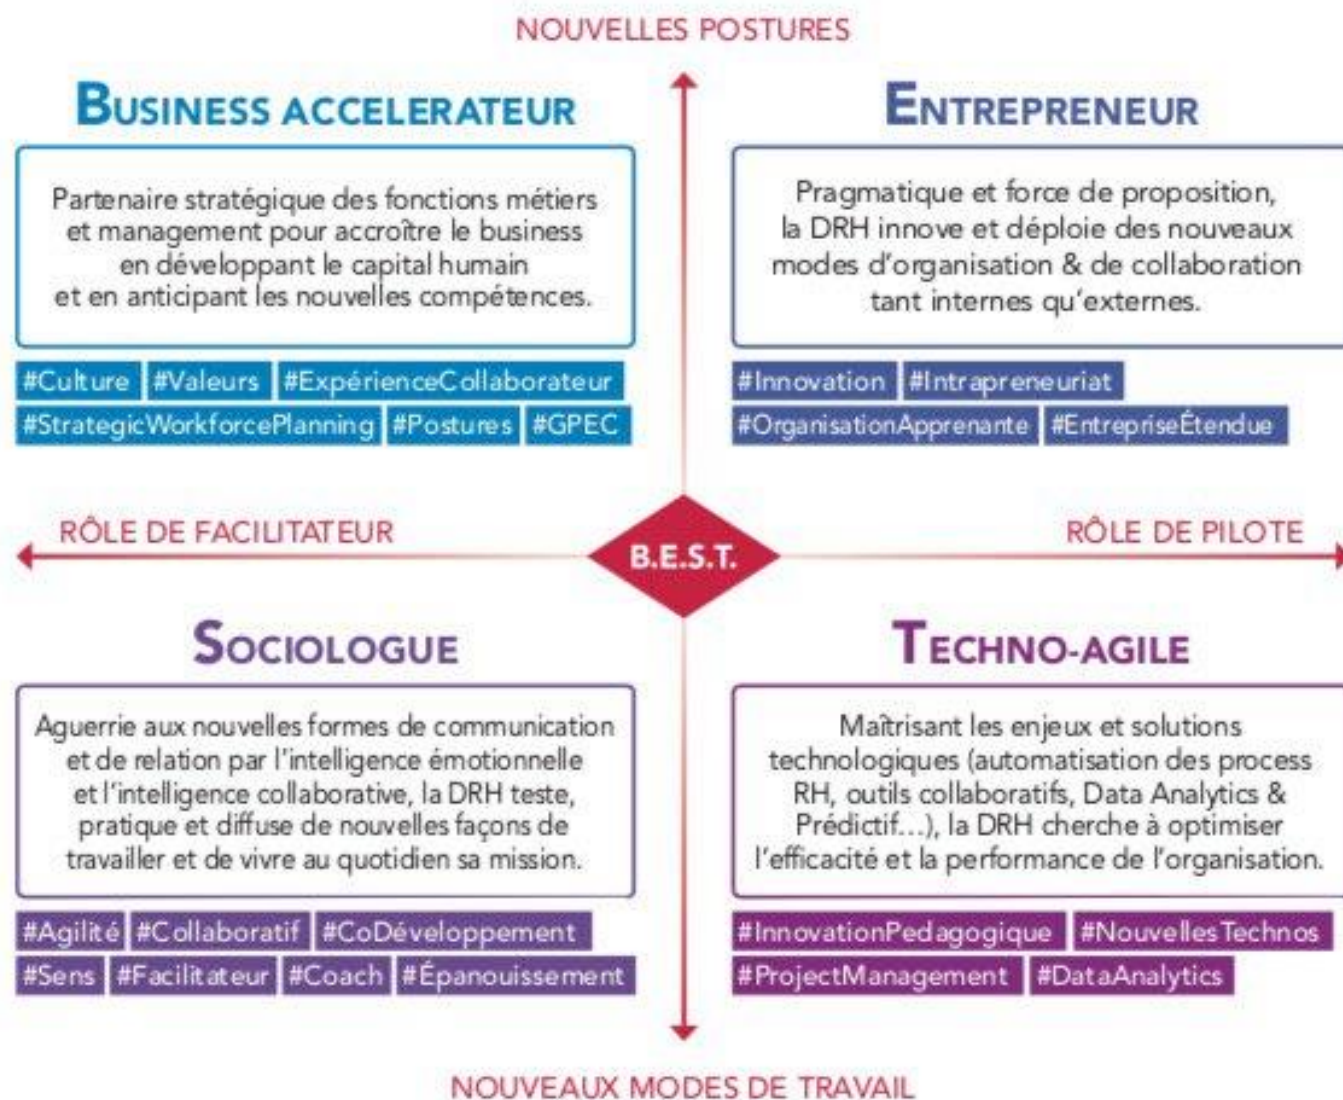 NOUVELLES POSTURES
BUSINESS ACCELERATEUR
Partenaire stratégique des fonctions métiers
et management pour accroître le business
en développant le capital humain
et en anticipant les nouvelles compétences.
#Culture #Valeurs #ExpérienceCollaborateur
#StrategicWorkforcePlanning #Postures #GPEC
ENTREPRENEUR
Pragmatique et force de proposition,
la DRH innove et déploie des nouveaux
modes d'organisation & de collaboration
tant internes qu'externes.
#Innovation #Intrapreneuriat
#OrganisationApprenante #EntrepriseÉtendue
RÔLE DE FACILITATEUR
B.E.S.T.
RÔLE DE PILOTE
SOCIOLOGUE
Aguerrie aux nouvelles formes de communication
et de relation par l'intelligence émotionnelle
et l'intelligence collaborative, la DRH teste,
pratique et diffuse de nouvelles façons de
travailler et de vivre au quotidien sa mission.
#Agilité #Collaboratif #CoDéveloppement
#Sens #Facilitateur #Coach #Épanouissement
TECHNO-AGILE
Maîtrisant les enjeux et solutions
technologiques (automatisation des process
RH, outils collaboratifs, Data Analytics &
Prédictif...), la DRH cherche à optimiser
l'efficacité et la performance de l'organisation.
#InnovationPedagogique #NouvellesTechnos
#ProjectManagement #DataAnalytics
NOUVEAUX MODES DE TRAVAIL